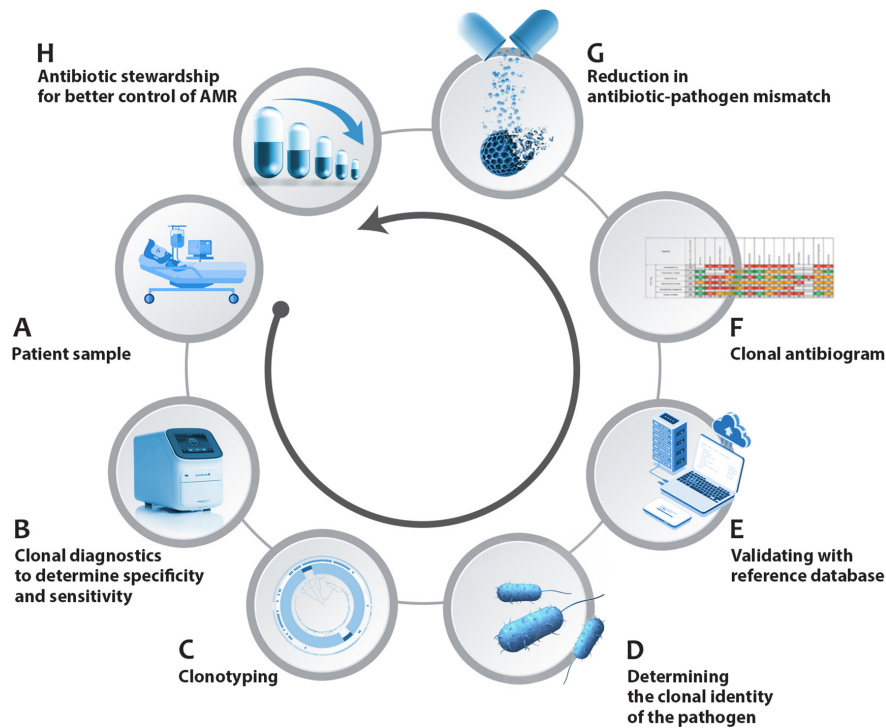 H
Antibiotic stewardship
for better control of AMR
G
Reduction in
antibiotic-pathogen mismatch
A
Patient sample
F
Clonal antibiogram
B
Clonal diagnostics
to determine specificity
and sensitivity
E
Validating with
reference database
C
Clonotyping
D
Determining
the clonal identity
of the pathogen